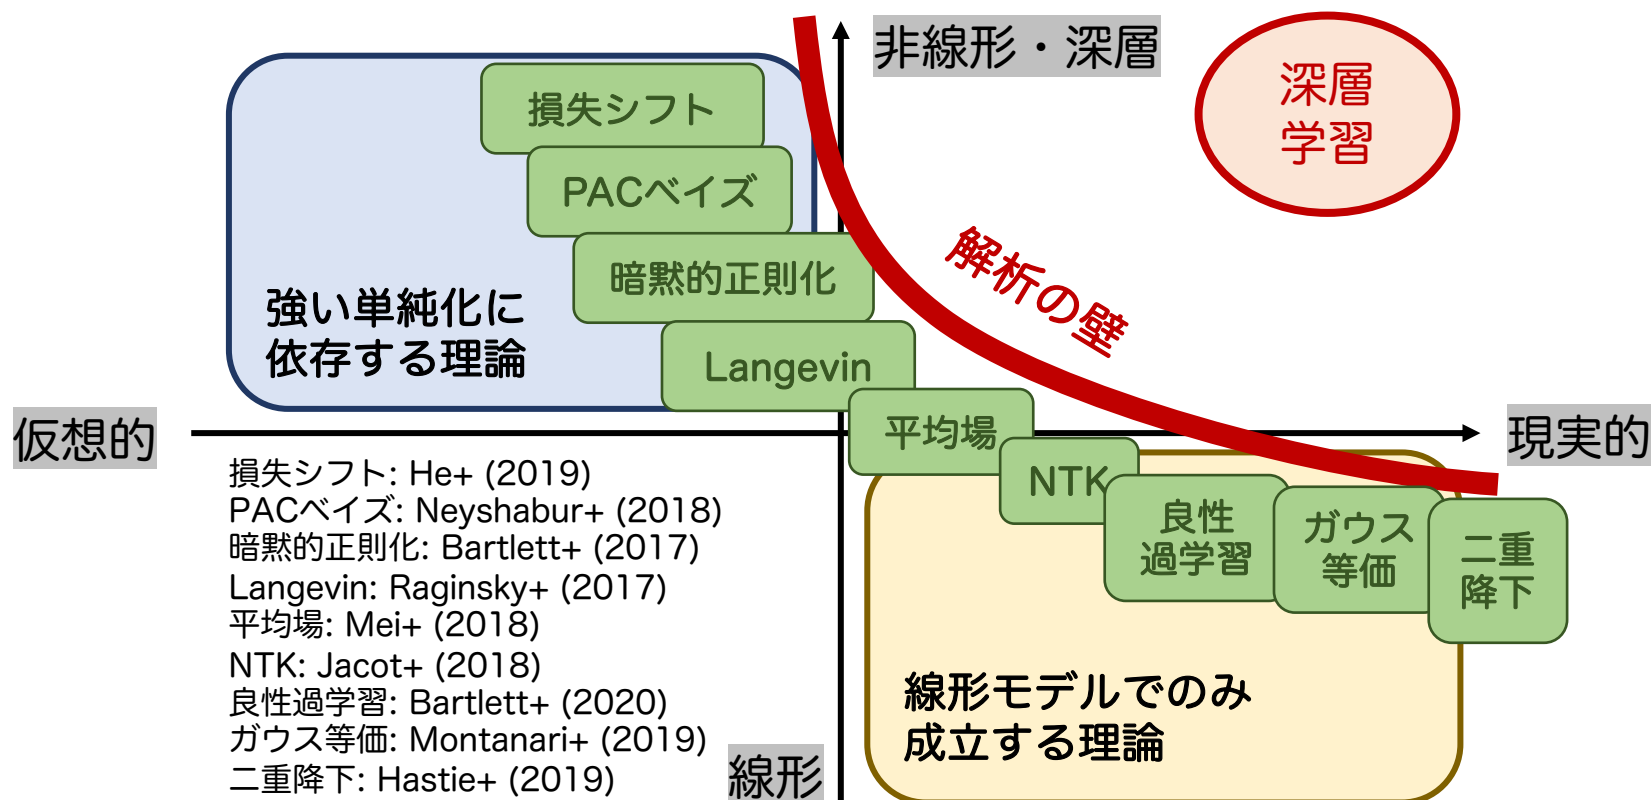 非線形・深層
深層
学習
損失シフト
PACベイズ
暗黙的正則化
解析の壁
強い単純化に
依存する理論
Langevin
仮想的
平均場
現実的
NTK
良性
過学習
ガウス
等価
二重
降下
損失シフト: He+ (2019)
PACベイズ: Neyshabur+ (2018)
暗黙的正則化: Bartlett+ (2017)
Langevin: Raginsky+ (2017)
平均場: Mei+ (2018)
NTK: Jacot+ (2018)
良性過学習: Bartlett+ (2020)
ガウス等価: Montanari+ (2019)
二重降下: Hastie+ (2019)
線形モデルでのみ
成立する理論
線形